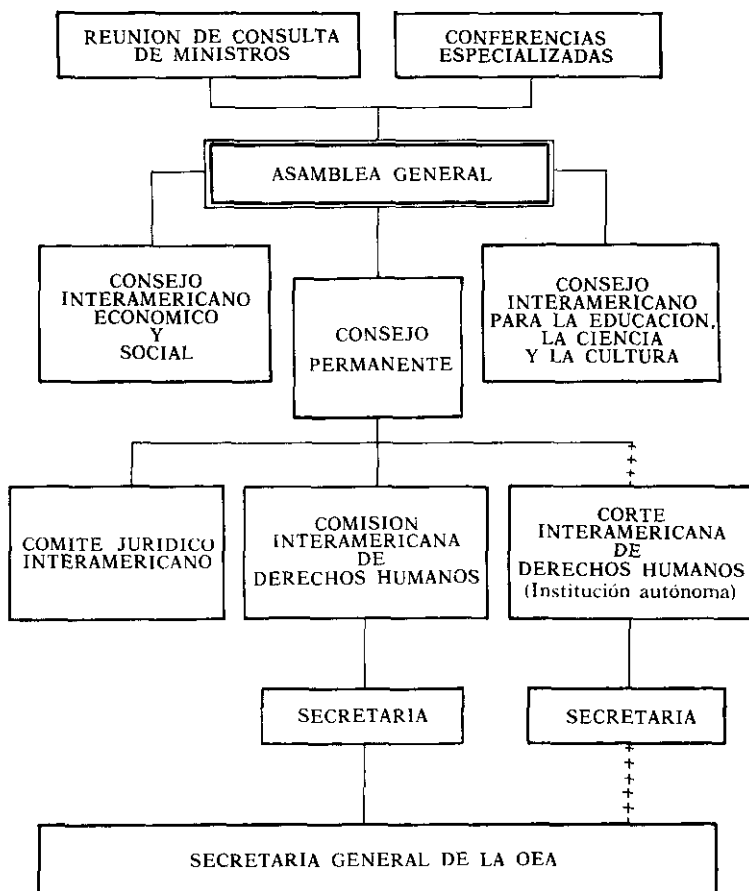 REUNION DE CONSULTA
DE MINISTROS
CONFERENCIAS
ESPECIALIZADAS
ASAMBLEA GENERAL
CONSEJO
INTERAMERICANO
ECONOMICO
Y
SOCIAL
CONSEJO
PERMANENTE
CONSEJO
INTERAMERICANO
PARA LA EDUCACION,
LA CIENCIA
Y LA CULTURA
COMITE JURIDICO
INTERAMERICANO
COMISION
INTERAMERICANA
DE
DERECHOS HUMANOS
CORTE
INTERAMERICANA
DE
DERECHOS HUMANOS
(Institución autónoma)
SECRETARIA
SECRETARIA
SECRETARIA GENERAL DE LA OEA